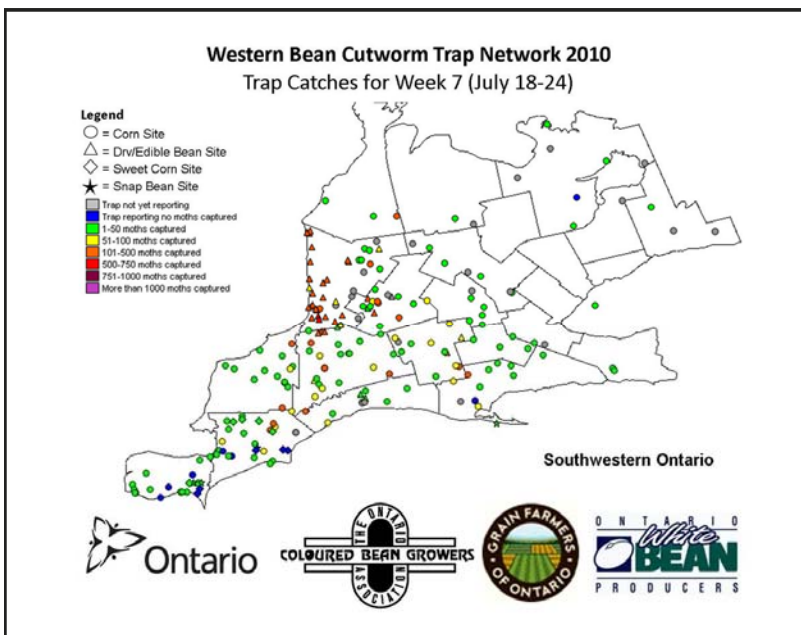 Western Bean Cutworm Trap Network 2010
Trap Catches for Week 7 (July 18-24)
Legend
= Corn Site
= Drv/Edible Bean Site
= Sweet Corn Site
= Snap Bean Site
Trap not yet reporting
Trap reporting no moths captured
1-50 moths captured
51-100 moths captured
101-500 moths captured
500-750 moths captured
751-1000 moths captured
More than 1000 moths captured
Southwestern Ontario
Ontario
THE ONTARIO
COLOURED BEAN GROWERS
ASSOCIATION
GRAIN FARMERS
OF ONTARIO
ONTARIO
White
BEAN
PRODUCERS